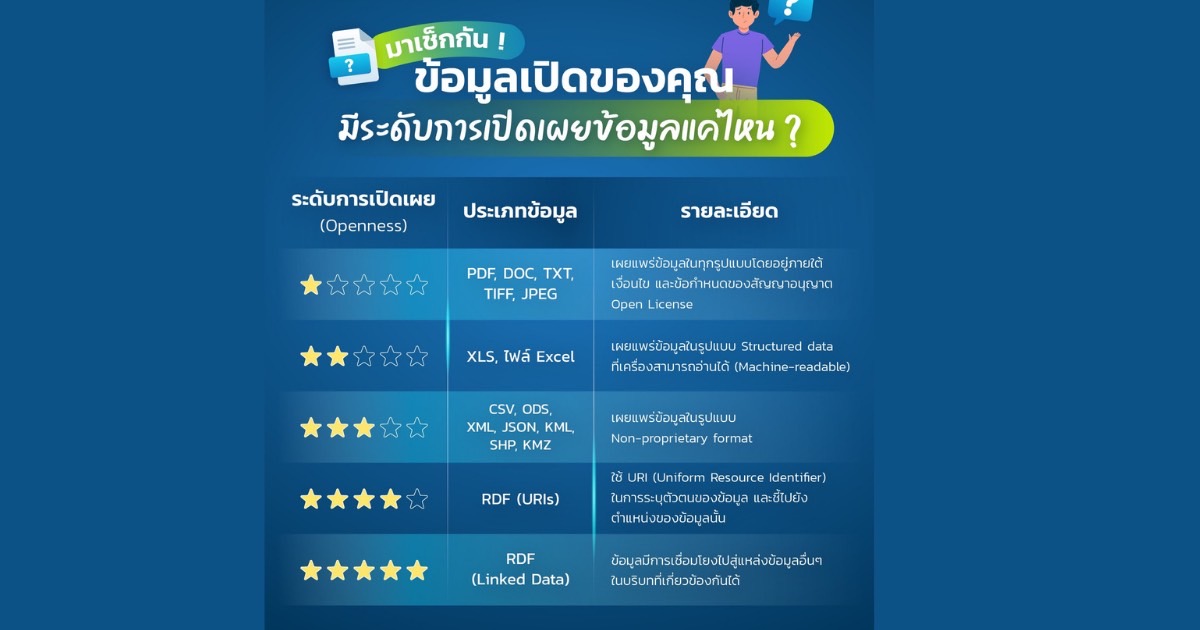 ?
?
มาเช็กกัน !
ข้อมูลเปิดของคุณ
มีระดับการเปิดเผยข้อมูลแค่ไหน ?
ระดับการเปิดเผย
(Openness)
ประเภทข้อมูล
รายละเอียด
PDF, DOC, TXT,
TIFF, JPEG
เผยแพร่ข้อมูลในทุกรูปแบบโดยอยู่ภายใต้
เงื่อนไข และข้อกำหนดของสัญญาอนุญาต
Open License
XLS, ไฟล์ Excel
เผยแพร่ข้อมูลในรูปแบบ Structured data
ที่เครื่องสามารถอ่านได้ (Machine-readable)
CSV, ODS,
XML, JSON, KML,
SHP, KMZ
เผยแพร่ข้อมูลในรูปแบบ
Non-proprietary format
RDF (URIs)
ใช้ URI (Uniform Resource Identifier)
ในการระบุตัวตนของข้อมูล และชี้ไปยัง
ตำแหน่งของข้อมูลนั้น
RDF
(Linked Data)
ข้อมูลมีการเชื่อมโยงไปสู่แหล่งข้อมูลอื่นๆ
ในบริบทที่เกี่ยวข้องกันได้